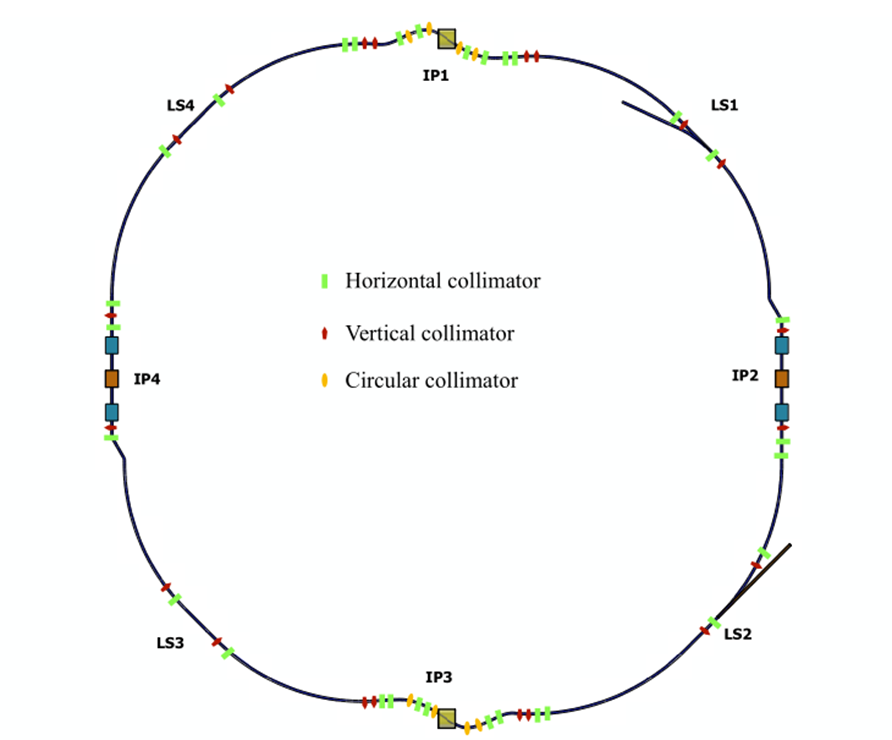 IP1
LS4
LS1
Horizontal collimator
Vertical collimator
IP4
IP2
Circular collimator
LS3
LS2
IP3